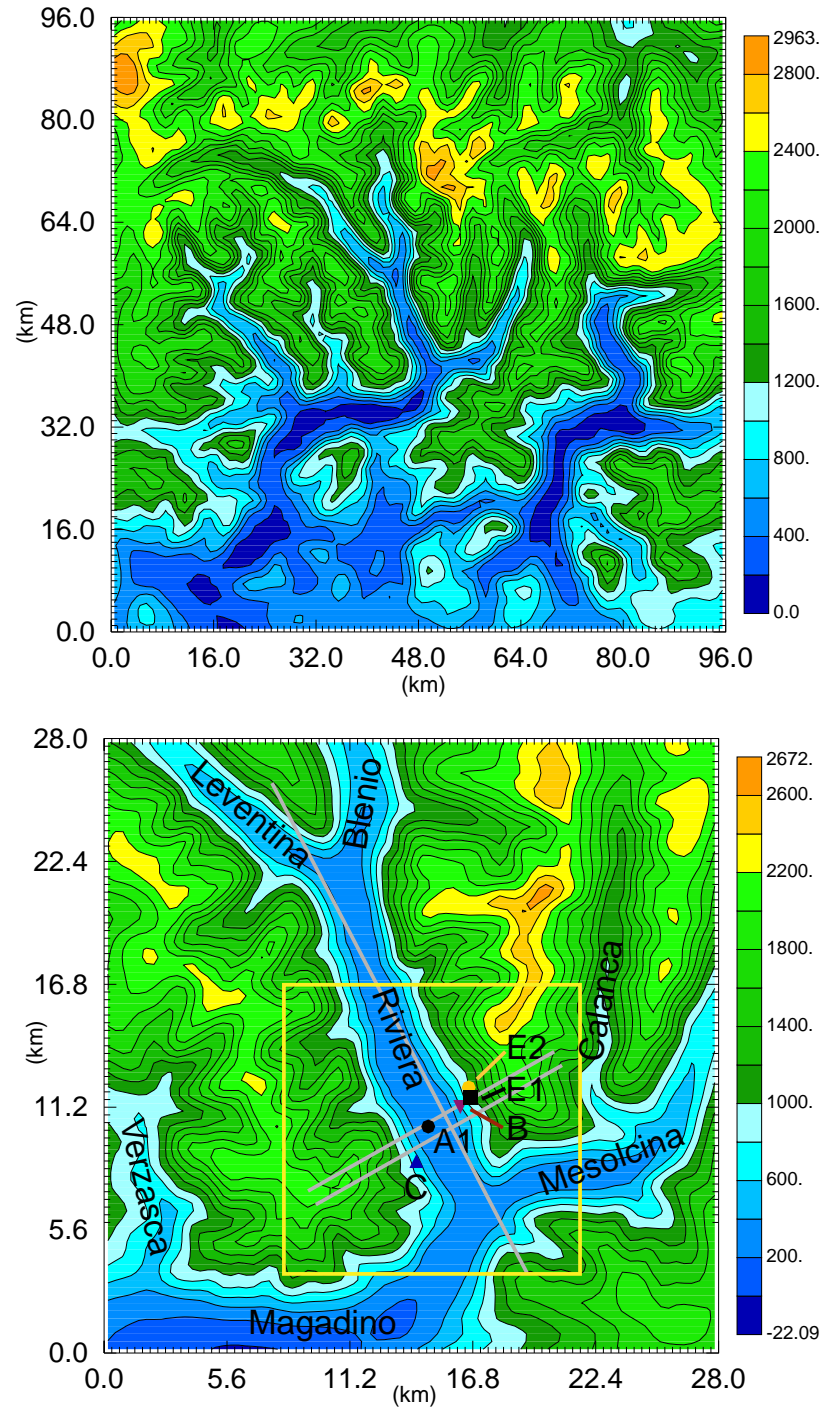 96.0
80.0
64.0
48.0
32.0
16.0
0.0
(km)
0.0 16.0 32.0 48.0 64.0 80.0 96.0
(km)
2963.
2800.
2400.
2000.
1600.
1200.
800.
400.
0.0
28.0
22.4
16.8
11.2
5.6
0.0
(km)
0.0 5.6 11.2 16.8 22.4 28.0
(km)
Leventina
Blenio
Riviera
Calanca
E2
E1
B
A1
C
Mesolcina
Verzasca
Magadino
2672.
2600.
2200.
1800.
1400.
1000.
600.
200.
-22.09